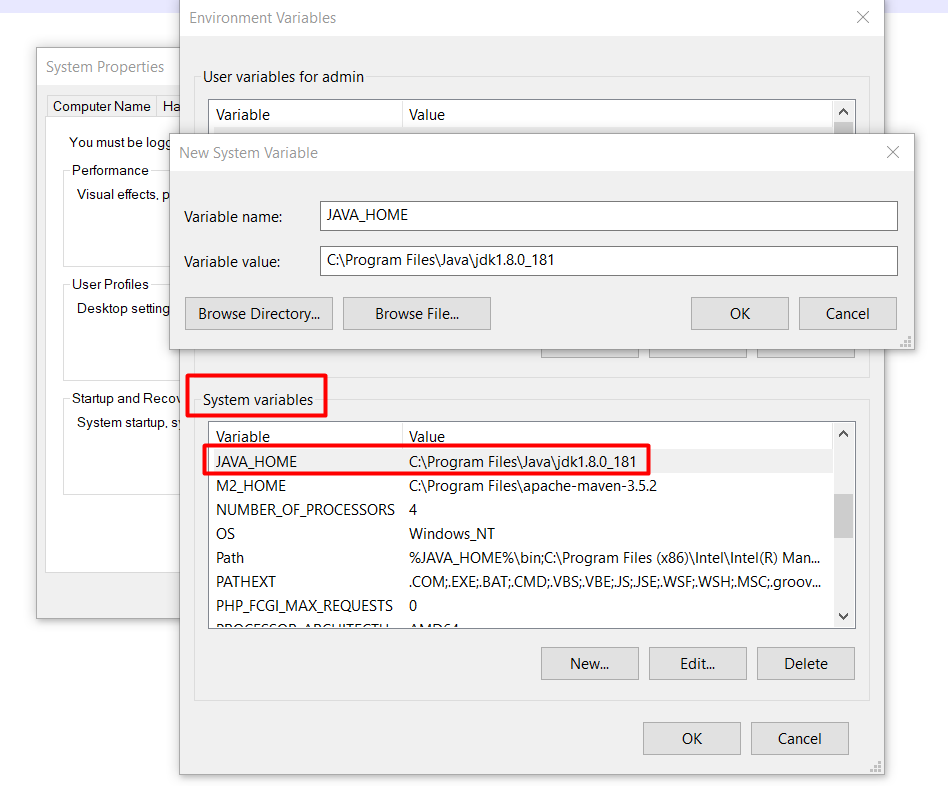 Environment Variables
System Properties
User variables for admin
Computer Name
Ha
Variable Value
You must be logg
New System Variable
Performance
Visual effects, p
Variable name: JAVA_HOME
Variable value: C:\Program Files\Java\jdk1.8.0_181
User Profiles
Desktop setting
Browse Directory... Browse File... OK Cancel
Startup and Recov
System startup, sy
System variables
Variable Value
JAVA_HOME C:\Program Files\Java\jdk1.8.0_181
M2_HOME C:\Program Files\apache-maven-3.5.2
NUMBER_OF_PROCESSORS 4
OS Windows_NT
Path %JAVA_HOME%\bin;C:\Program Files (x86)\Intel\Intel(R) Man...
PATHEXT .COM;.EXE;.BAT;.CMD;.VBS;.VBE;.JS;.JSE;.WSF;.WSH;.MSC;.groov...
PHP_FCGI_MAX_REQUESTS 0
PROCESSOR_ARCHITECTU AMD64
New... Edit... Delete
OK Cancel